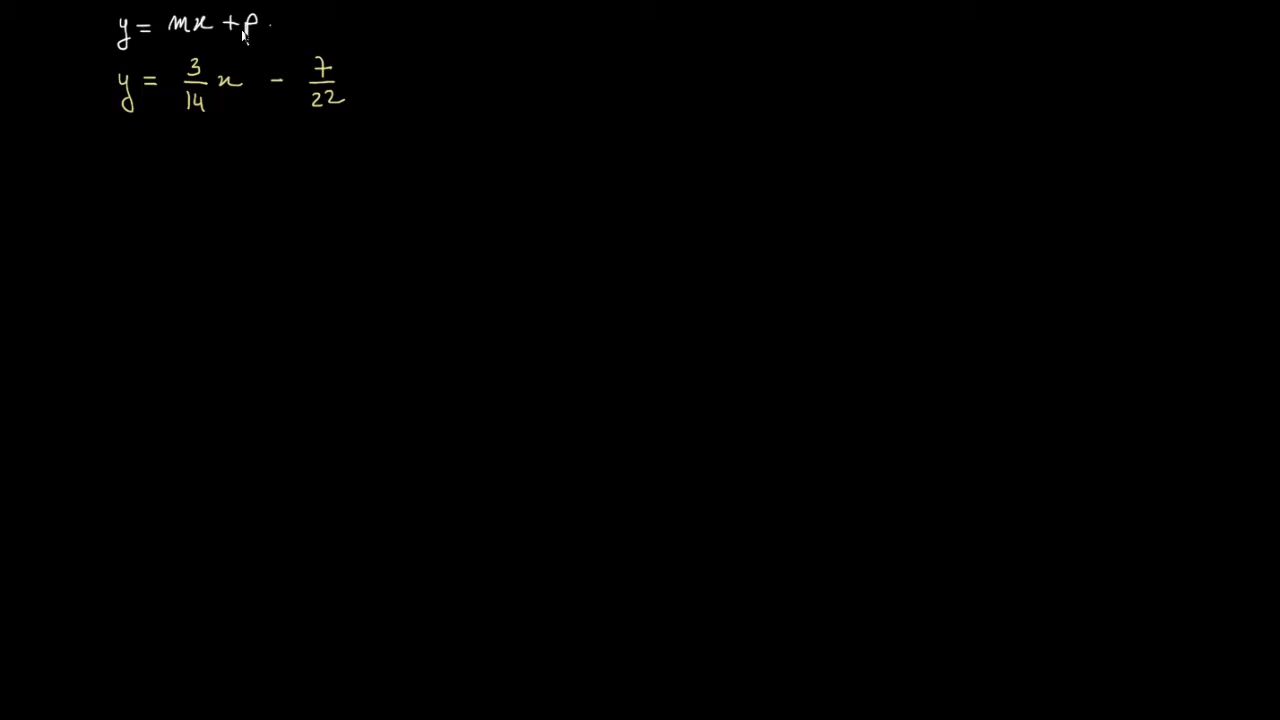 y = mx + p.
y = 3/14 x - 7/22